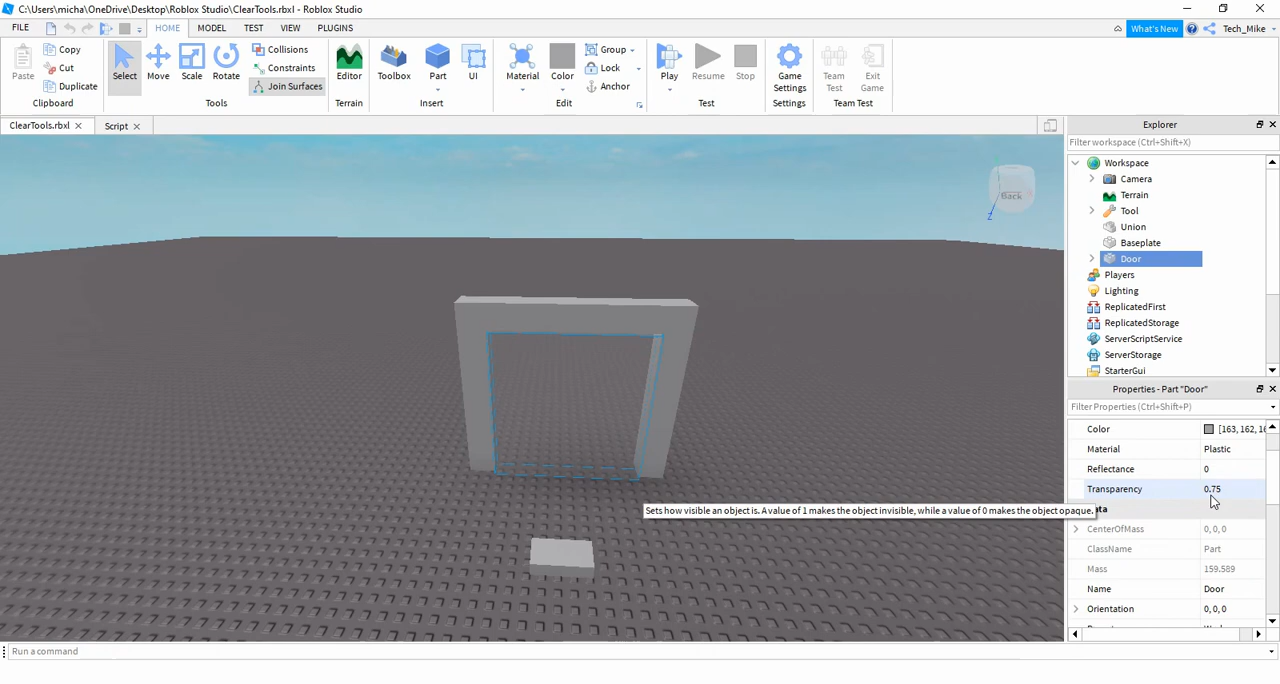 C:\Users\micha\OneDrive\Desktop\Roblox Studio\ClearTools.rbxl - Roblox Studio
FILE HOME MODEL TEST VIEW PLUGINS What's New Tech_Mike
Paste Copy Cut Duplicate Clipboard
Select Move Scale Rotate Collisions Constraints Join Surfaces Tools
Editor Terrain
Toolbox Part UI Insert
Material Color Group Lock Anchor Edit
Play Resume Stop Test
Game Settings Settings
Team Test Exit Game Team Test
ClearTools.rbxl Script
Back
Z
Explorer
Filter workspace (Ctrl+Shift+X)
Workspace
Camera
Terrain
Tool
Union
Baseplate
Door
Players
Lighting
ReplicatedFirst
ReplicatedStorage
ServerScriptService
ServerStorage
StarterGui
Properties - Part "Door"
Filter Properties (Ctrl+Shift+P)
Color [163, 162, 16
Material Plastic
Reflectance 0
Transparency 0.75
Sets how visible an object is. A value of 1 makes the object invisible, while a value of 0 makes the object opaque.
CenterOfMass 0, 0, 0
ClassName Part
Mass 159.589
Name Door
Orientation 0, 0, 0
Run a command